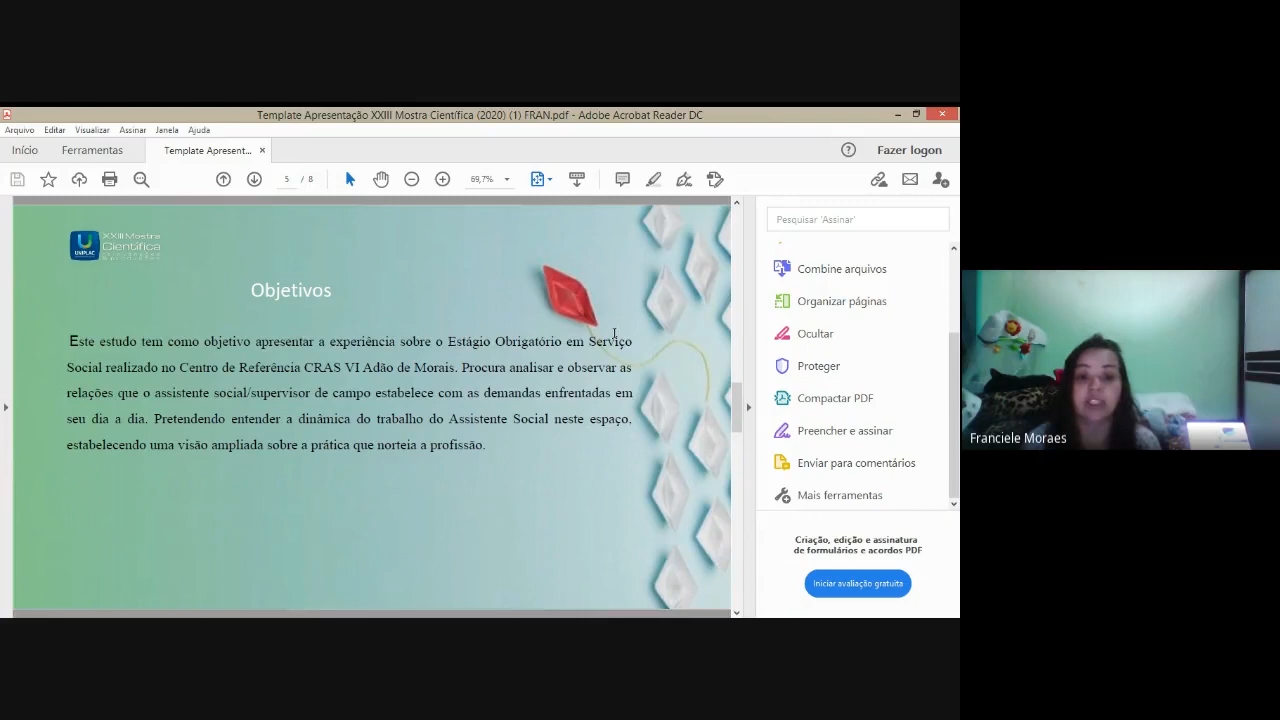 Template Apresentação XXIII Mostra Científica (2020) (1) FRAN.pdf - Adobe Acrobat Reader DC
Arquivo Editar Visualizar Assinar Janela Ajuda
Início Ferramentas Template Apresent... Fazer logon
5 / 8 69,7%
UNIPLAC XXIII Mostra
Científica
Objetivos
Este estudo tem como objetivo apresentar a experiência sobre o Estágio Obrigatório em Serviço
Social realizado no Centro de Referência CRAS VI Adão de Morais. Procura analisar e observar as
relações que o assistente social/supervisor de campo estabelece com as demandas enfrentadas em
seu dia a dia. Pretendendo entender a dinâmica do trabalho do Assistente Social neste espaço,
estabelecendo uma visão ampliada sobre a prática que norteia a profissão.
Pesquisar 'Assinar'
Combine arquivos
Organizar páginas
Ocultar
Proteger
Compactar PDF
Preencher e assinar
Enviar para comentários
Mais ferramentas
Criação, edição e assinatura
de formulários e acordos PDF
Iniciar avaliação gratuita
Franciele Moraes